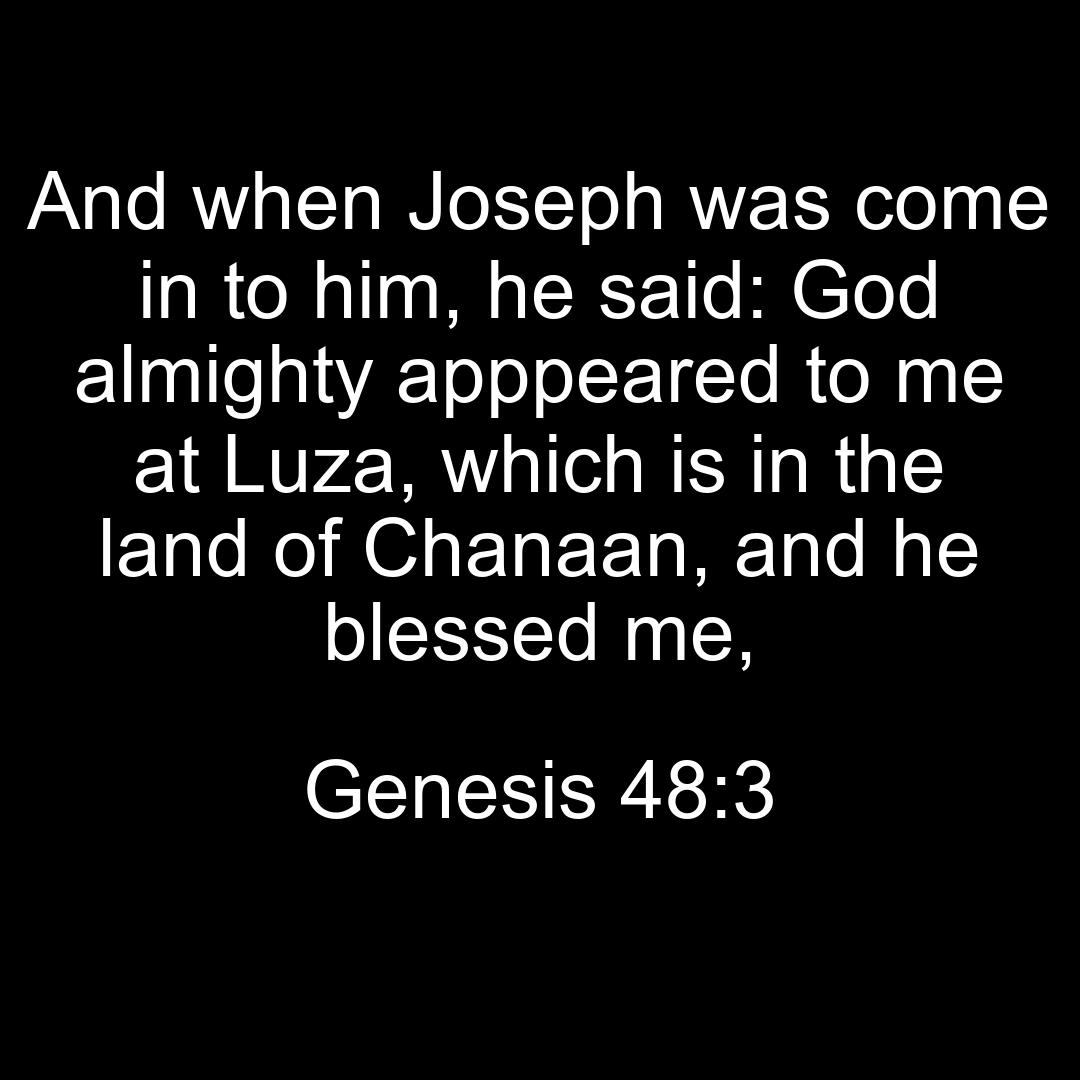 And when Joseph was come
in to him, he said: God
almighty apppeared to me
at Luza, which is in the
land of Chanaan, and he
blessed me,
Genesis 48:3